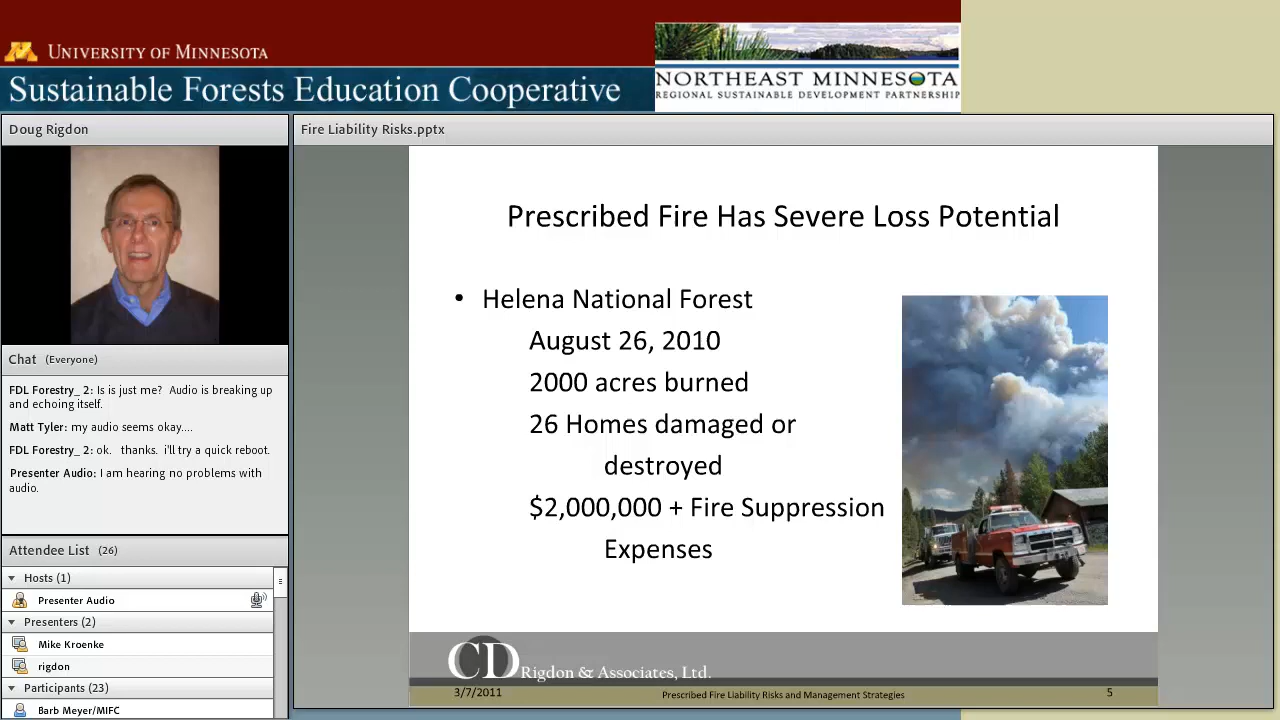 UNIVERSITY OF MINNESOTA
Sustainable Forests Education Cooperative
NORTHEAST MINNESOTA
REGIONAL SUSTAINABLE DEVELOPMENT PARTNERSHIP
Doug Rigdon
Chat (Everyone)
FDL Forestry_ 2: Is is just me? Audio is breaking up
and echoing itself.
Matt Tyler: my audio seems okay....
FDL Forestry_ 2: ok. thanks. i'll try a quick reboot.
Presenter Audio: I am hearing no problems with
audio.
Attendee List (26)
Hosts (1)
Presenter Audio
Presenters (2)
Mike Kroenke
rigdon
Participants (23)
Barb Meyer/MIFC
Fire Liability Risks.pptx
Prescribed Fire Has Severe Loss Potential
• Helena National Forest
August 26, 2010
2000 acres burned
26 Homes damaged or
destroyed
$2,000,000 + Fire Suppression
Expenses
CD Rigdon & Associates, Ltd.
3/7/2011
Prescribed Fire Liability Risks and Management Strategies
5